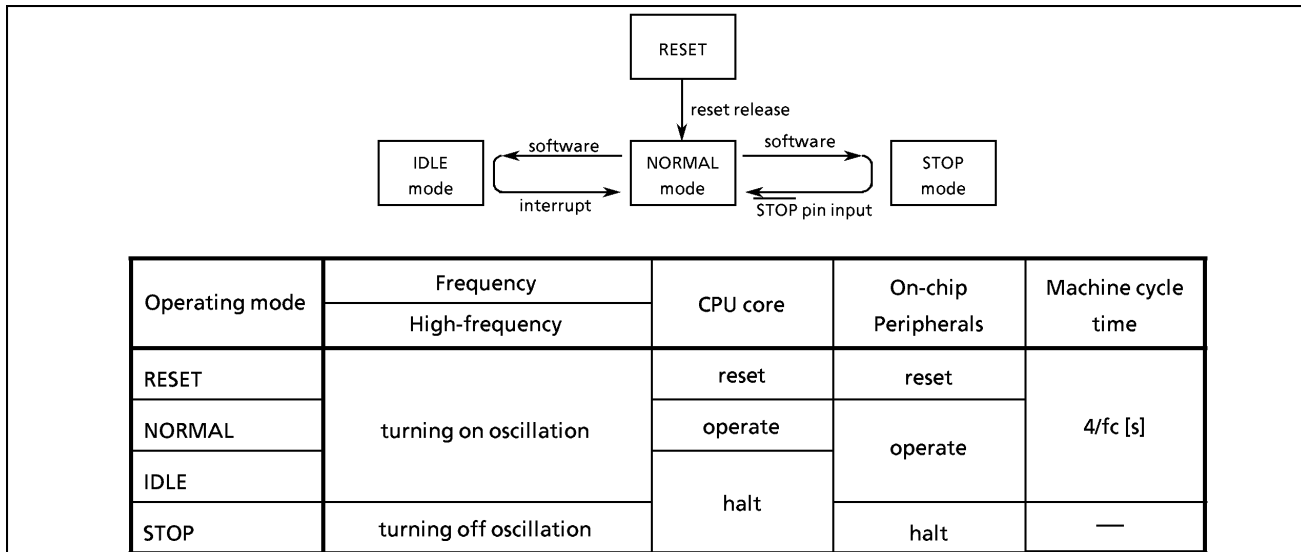 RESET
reset release
software
software
IDLE
mode
NORMAL
mode
STOP
mode
interrupt
STOP pin input
Operating mode
Frequency
High-frequency
CPU core
On-chip
Peripherals
Machine cycle
time
RESET
turning on oscillation
reset
reset
4/fc [s]
NORMAL
operate
operate
IDLE
halt
STOP
turning off oscillation
halt
—